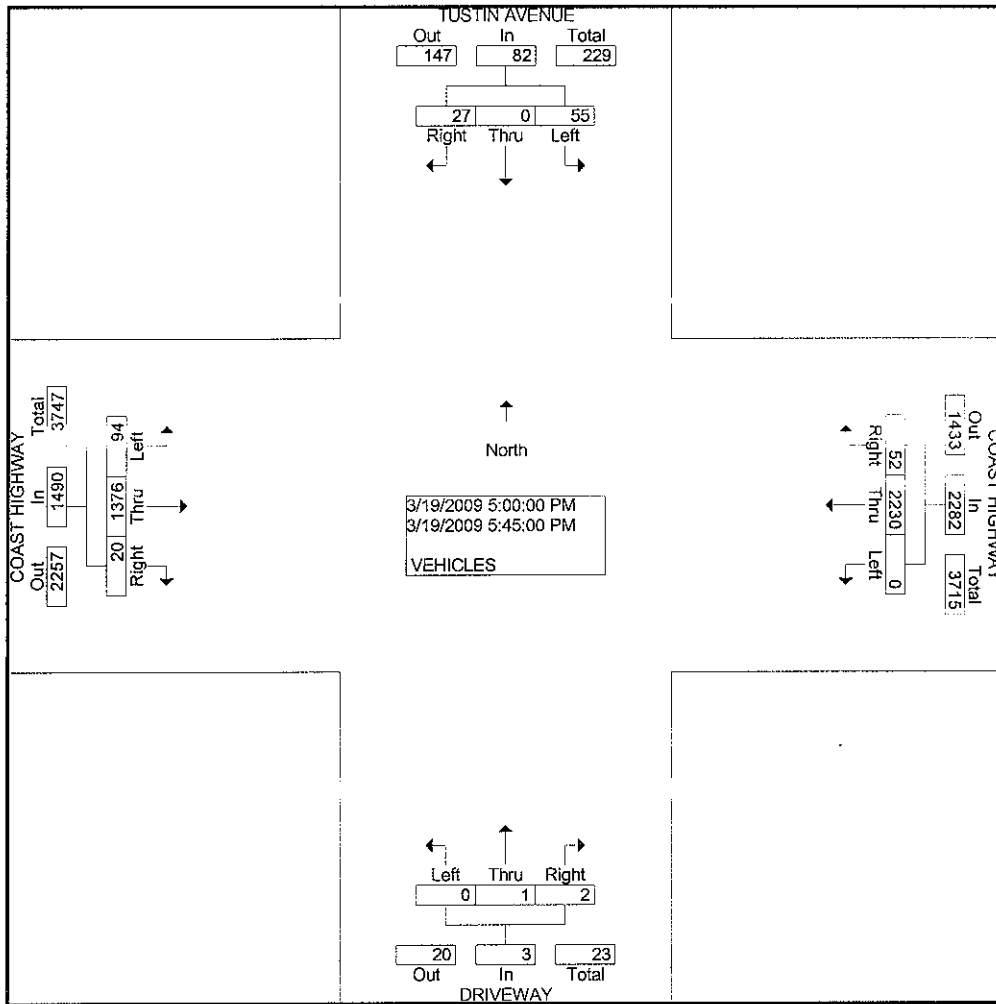 TUSTIN AVENUE
Out In Total
147 82 229
27 0 55
Right Thru Left
COAST HIGHWAY
Total In Out
3747 1490 2257
94 1376 20
Left Thru Right
North
3/19/2009 5:00:00 PM
3/19/2009 5:45:00 PM
VEHICLES
Right Thru Left
52 2230 0
1433 2282 3715
Out In Total
COAST HIGHWAY
Left Thru Right
0 1 2
20 3 23
Out In Total
DRIVEWAY